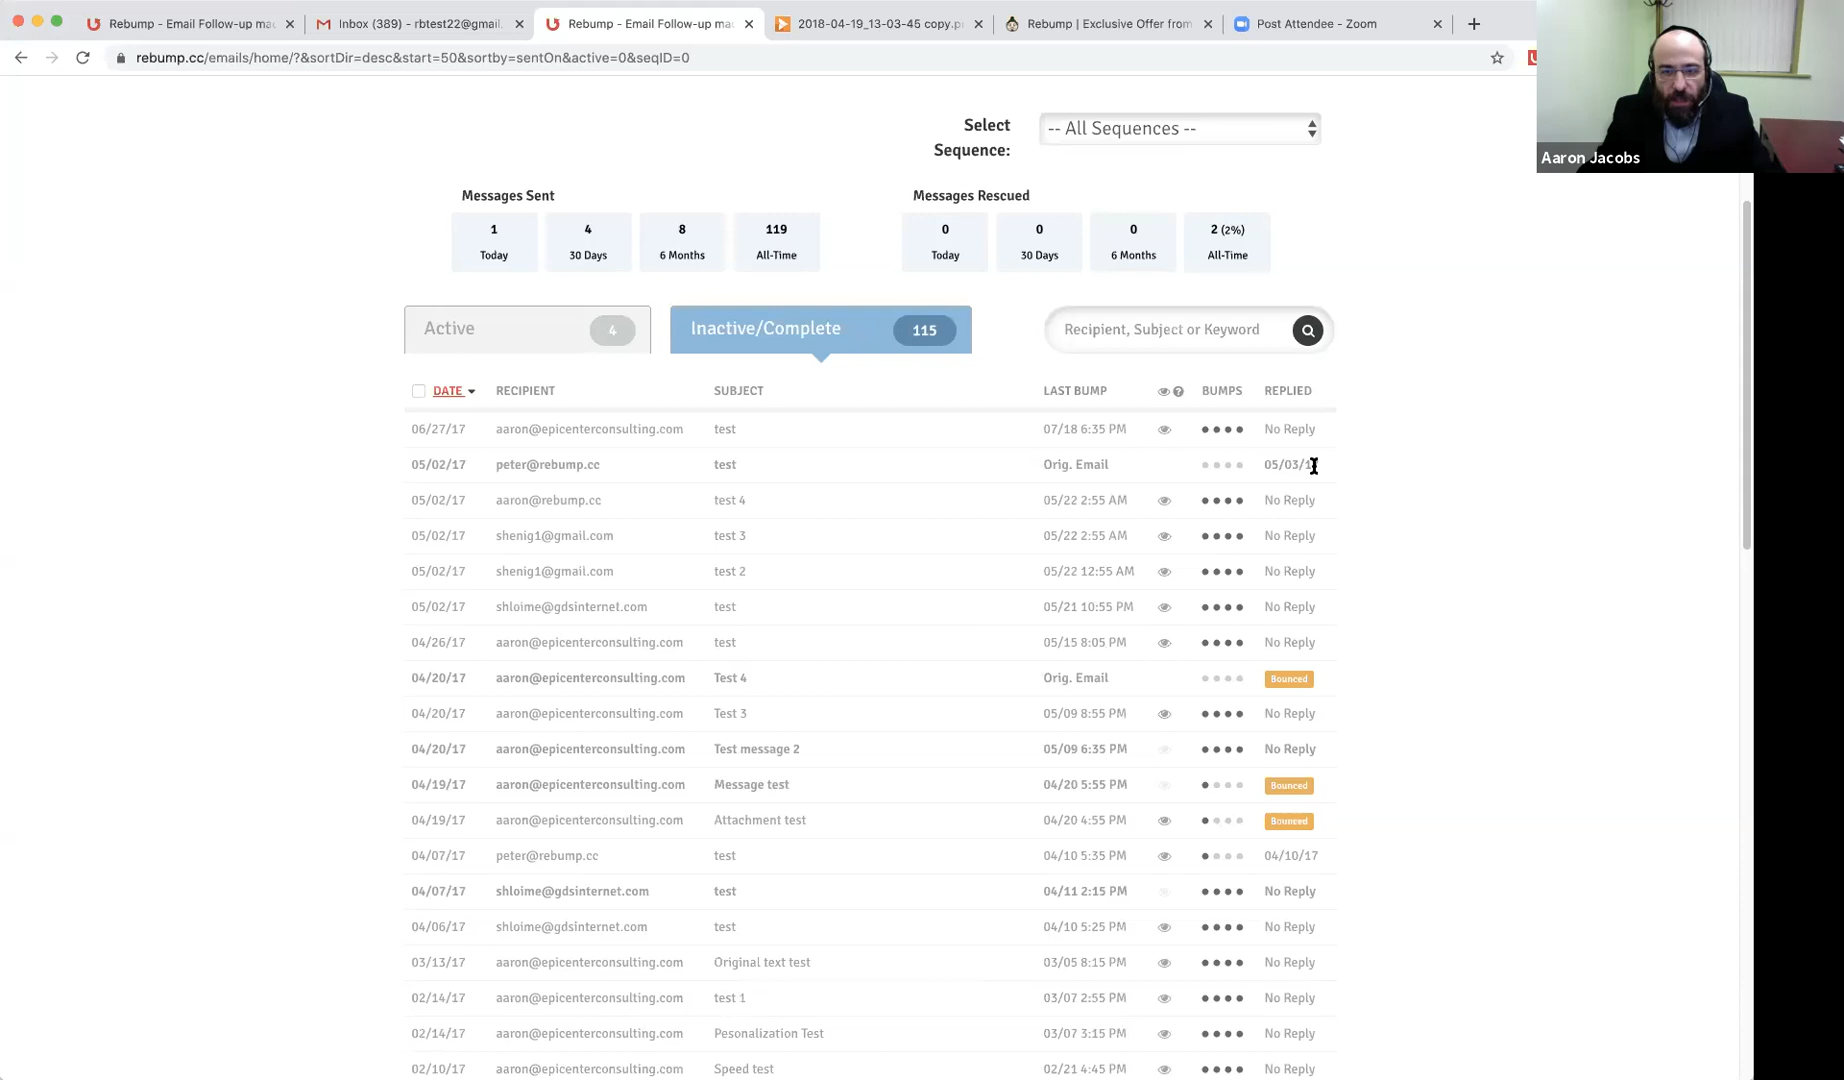 Rebump - Email Follow-up mac
Inbox (389) - rbtest22@gmail.
Rebump - Email Follow-up mac
2018-04-19_13-03-45 copy.p
Rebump | Exclusive Offer from
Post Attendee - Zoom
rebump.cc/emails/home/?&sortDir=desc&start=50&sortby=sentOn&active=0&seqID=0
Aaron Jacobs
Select Sequence: -- All Sequences --
Messages Sent
1 Today
4 30 Days
8 6 Months
119 All-Time
Messages Rescued
0 Today
0 30 Days
0 6 Months
2 (2%) All-Time
Active 4
Inactive/Complete 115
Recipient, Subject or Keyword
DATE RECIPIENT SUBJECT LAST BUMP BUMPS REPLIED
06/27/17 aaron@epicenterconsulting.com test 07/18 6:35 PM No Reply
05/02/17 peter@rebump.cc test Orig. Email 05/03/1
05/02/17 aaron@rebump.cc test 4 05/22 2:55 AM No Reply
05/02/17 shenig1@gmail.com test 3 05/22 2:55 AM No Reply
05/02/17 shenig1@gmail.com test 2 05/22 12:55 AM No Reply
05/02/17 shloime@gdsinternet.com test 05/21 10:55 PM No Reply
04/26/17 aaron@epicenterconsulting.com test 05/15 8:05 PM No Reply
04/20/17 aaron@epicenterconsulting.com Test 4 Orig. Email Bounced
04/20/17 aaron@epicenterconsulting.com Test 3 05/09 8:55 PM No Reply
04/20/17 aaron@epicenterconsulting.com Test message 2 05/09 6:35 PM No Reply
04/19/17 aaron@epicenterconsulting.com Message test 04/20 5:55 PM Bounced
04/19/17 aaron@epicenterconsulting.com Attachment test 04/20 4:55 PM Bounced
04/07/17 peter@rebump.cc test 04/10 5:35 PM 04/10/17
04/07/17 shloime@gdsinternet.com test 04/11 2:15 PM No Reply
04/06/17 shloime@gdsinternet.com test 04/10 5:25 PM No Reply
03/13/17 aaron@epicenterconsulting.com Original text test 03/05 8:15 PM No Reply
02/14/17 aaron@epicenterconsulting.com test 1 03/07 2:55 PM No Reply
02/14/17 aaron@epicenterconsulting.com Pesonalization Test 03/07 3:15 PM No Reply
02/10/17 aaron@epicenterconsulting.com Speed test 02/21 4:45 PM No Reply